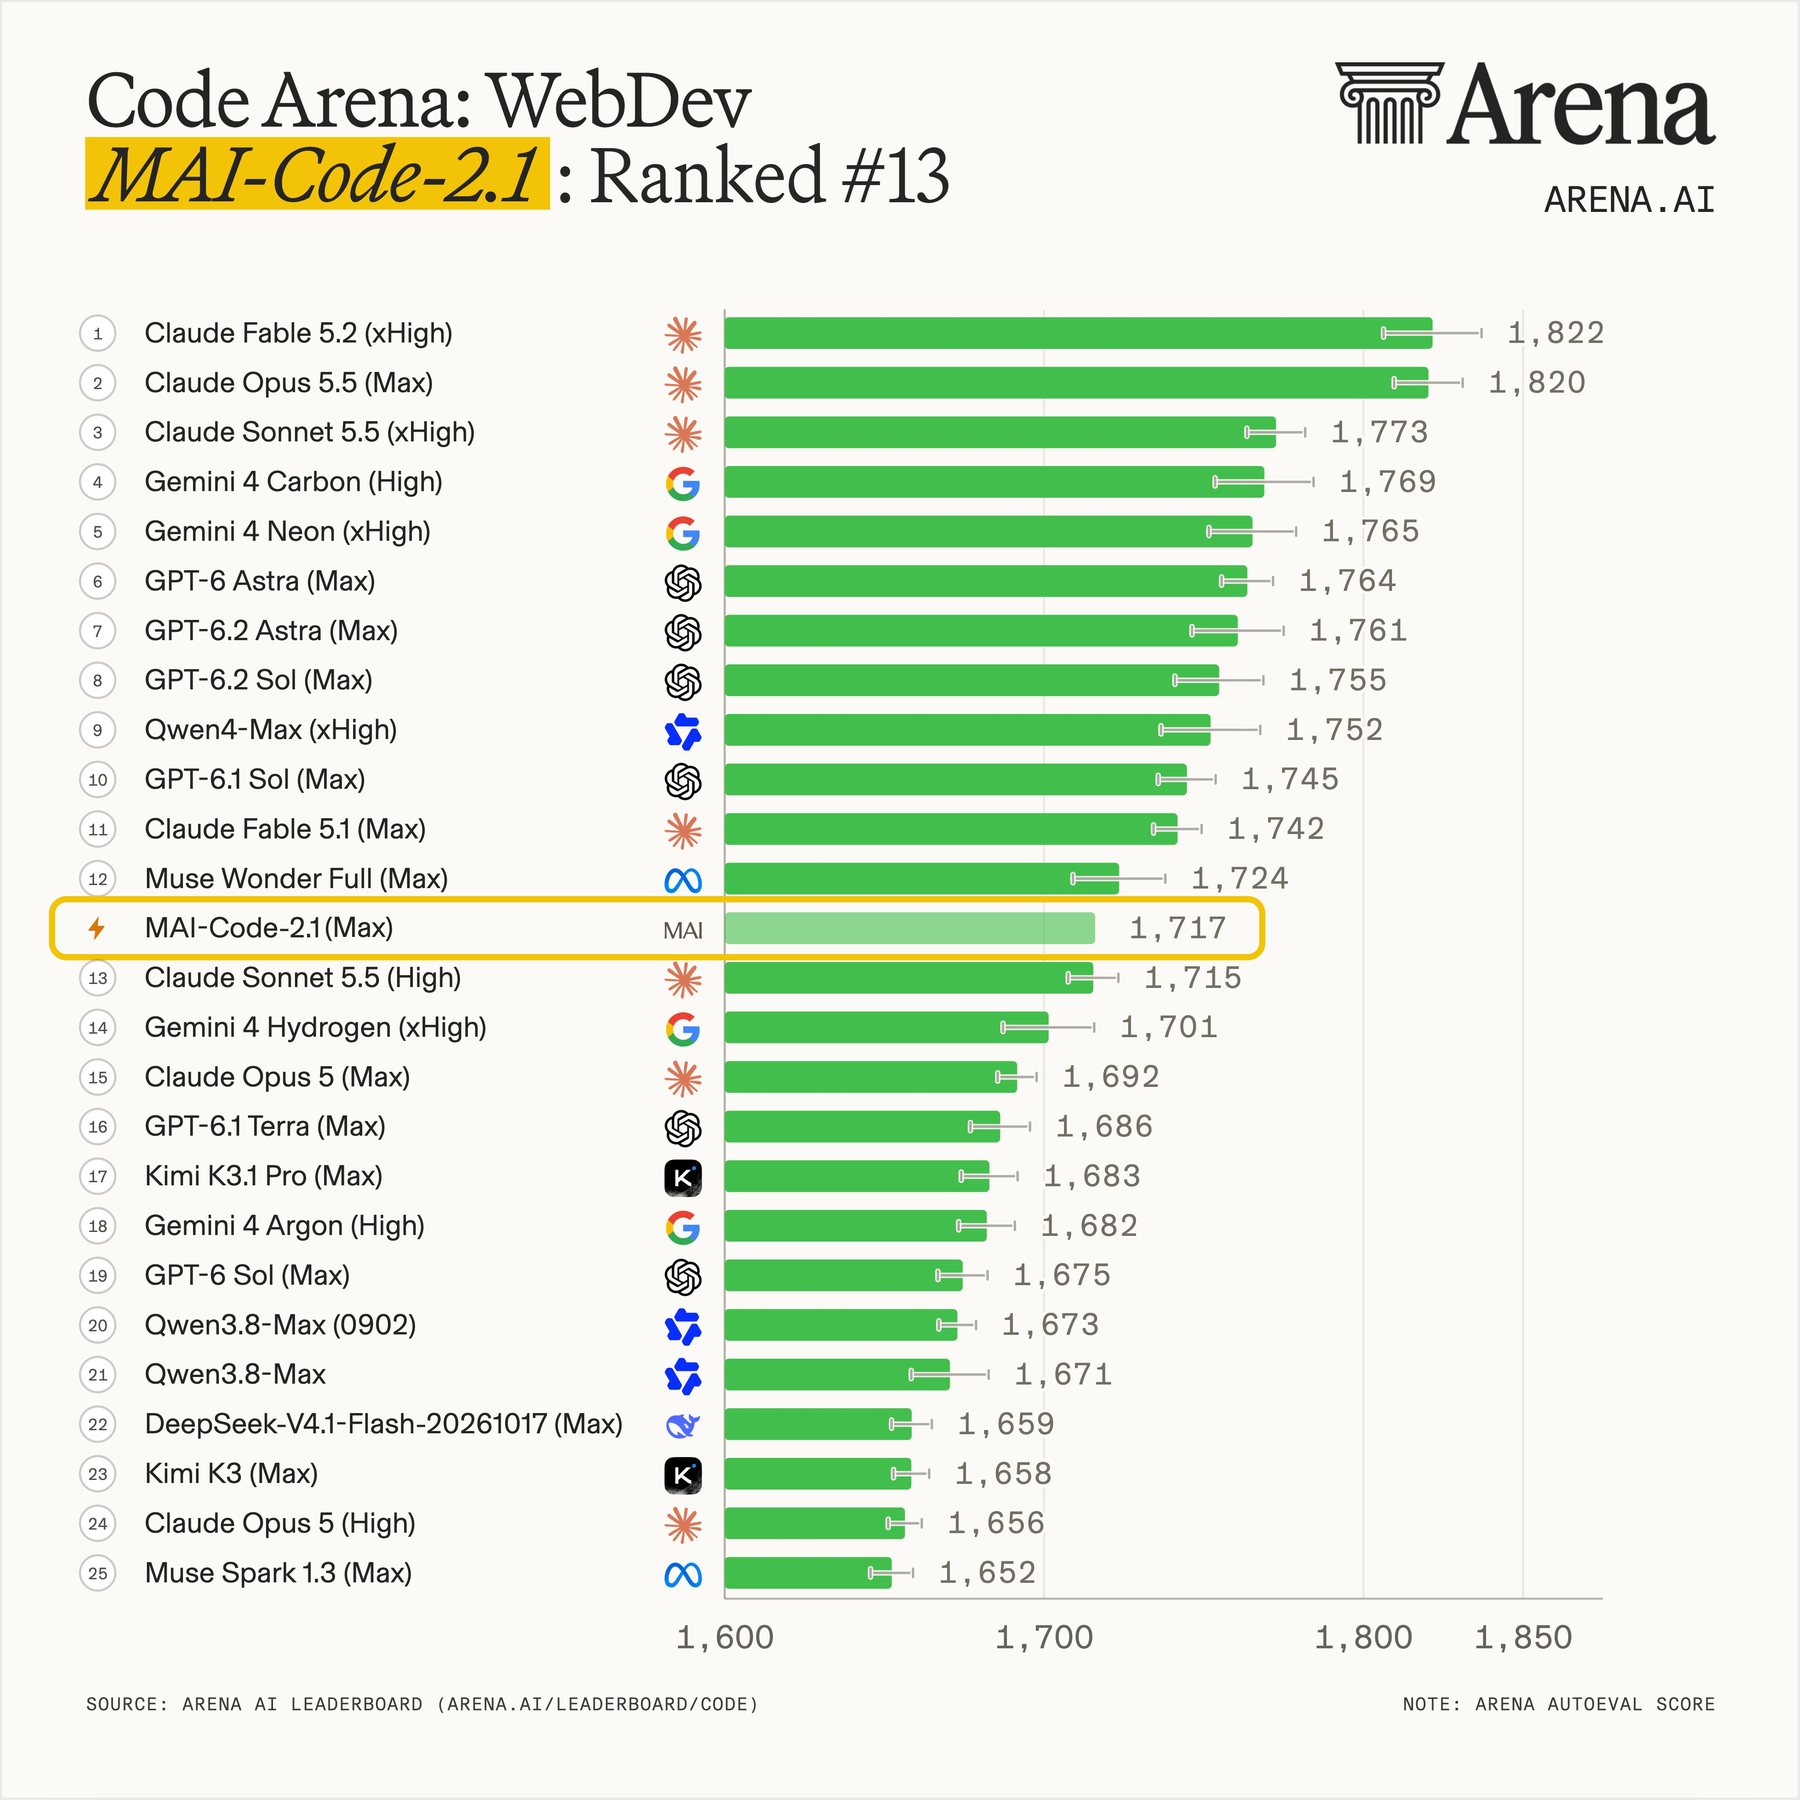 Code Arena: WebDev
MAI-Code-2.1 : Ranked #13
Arena
ARENA.AI
1 Claude Fable 5.2 (xHigh) 1,822
2 Claude Opus 5.5 (Max) 1,820
3 Claude Sonnet 5.5 (xHigh) 1,773
4 Gemini 4 Carbon (High) 1,769
5 Gemini 4 Neon (xHigh) 1,765
6 GPT-6 Astra (Max) 1,764
7 GPT-6.2 Astra (Max) 1,761
8 GPT-6.2 Sol (Max) 1,755
9 Qwen4-Max (xHigh) 1,752
10 GPT-6.1 Sol (Max) 1,745
11 Claude Fable 5.1 (Max) 1,742
12 Muse Wonder Full (Max) 1,724
MAI-Code-2.1 (Max) MAI 1,717
13 Claude Sonnet 5.5 (High) 1,715
14 Gemini 4 Hydrogen (xHigh) 1,701
15 Claude Opus 5 (Max) 1,692
16 GPT-6.1 Terra (Max) 1,686
17 Kimi K3.1 Pro (Max) K 1,683
18 Gemini 4 Argon (High) 1,682
19 GPT-6 Sol (Max) 1,675
20 Qwen3.8-Max (0902) 1,673
21 Qwen3.8-Max 1,671
22 DeepSeek-V4.1-Flash-20261017 (Max) 1,659
23 Kimi K3 (Max) K 1,658
24 Claude Opus 5 (High) 1,656
25 Muse Spark 1.3 (Max) 1,652
1,600 1,700 1,800 1,850
SOURCE: ARENA AI LEADERBOARD (ARENA.AI/LEADERBOARD/CODE)
NOTE: ARENA AUTOEVAL SCORE